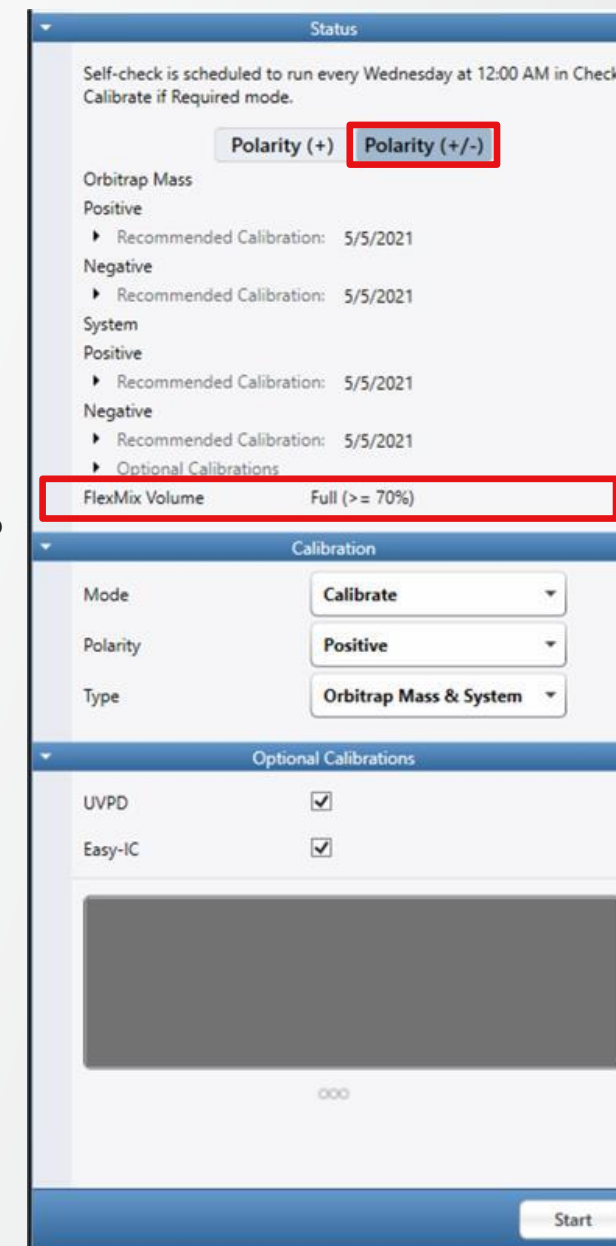 Status
Self-check is scheduled to run every Wednesday at 12:00 AM in Check
Calibrate if Required mode.
Polarity (+) Polarity (+/-)
Orbitrap Mass
Positive
Recommended Calibration: 5/5/2021
Negative
Recommended Calibration: 5/5/2021
System
Positive
Recommended Calibration: 5/5/2021
Negative
Recommended Calibration: 5/5/2021
Optional Calibrations
FlexMix Volume Full (>= 70%)
Calibration
Mode Calibrate
Polarity Positive
Type Orbitrap Mass & System
Optional Calibrations
UVPD
Easy-IC
Start